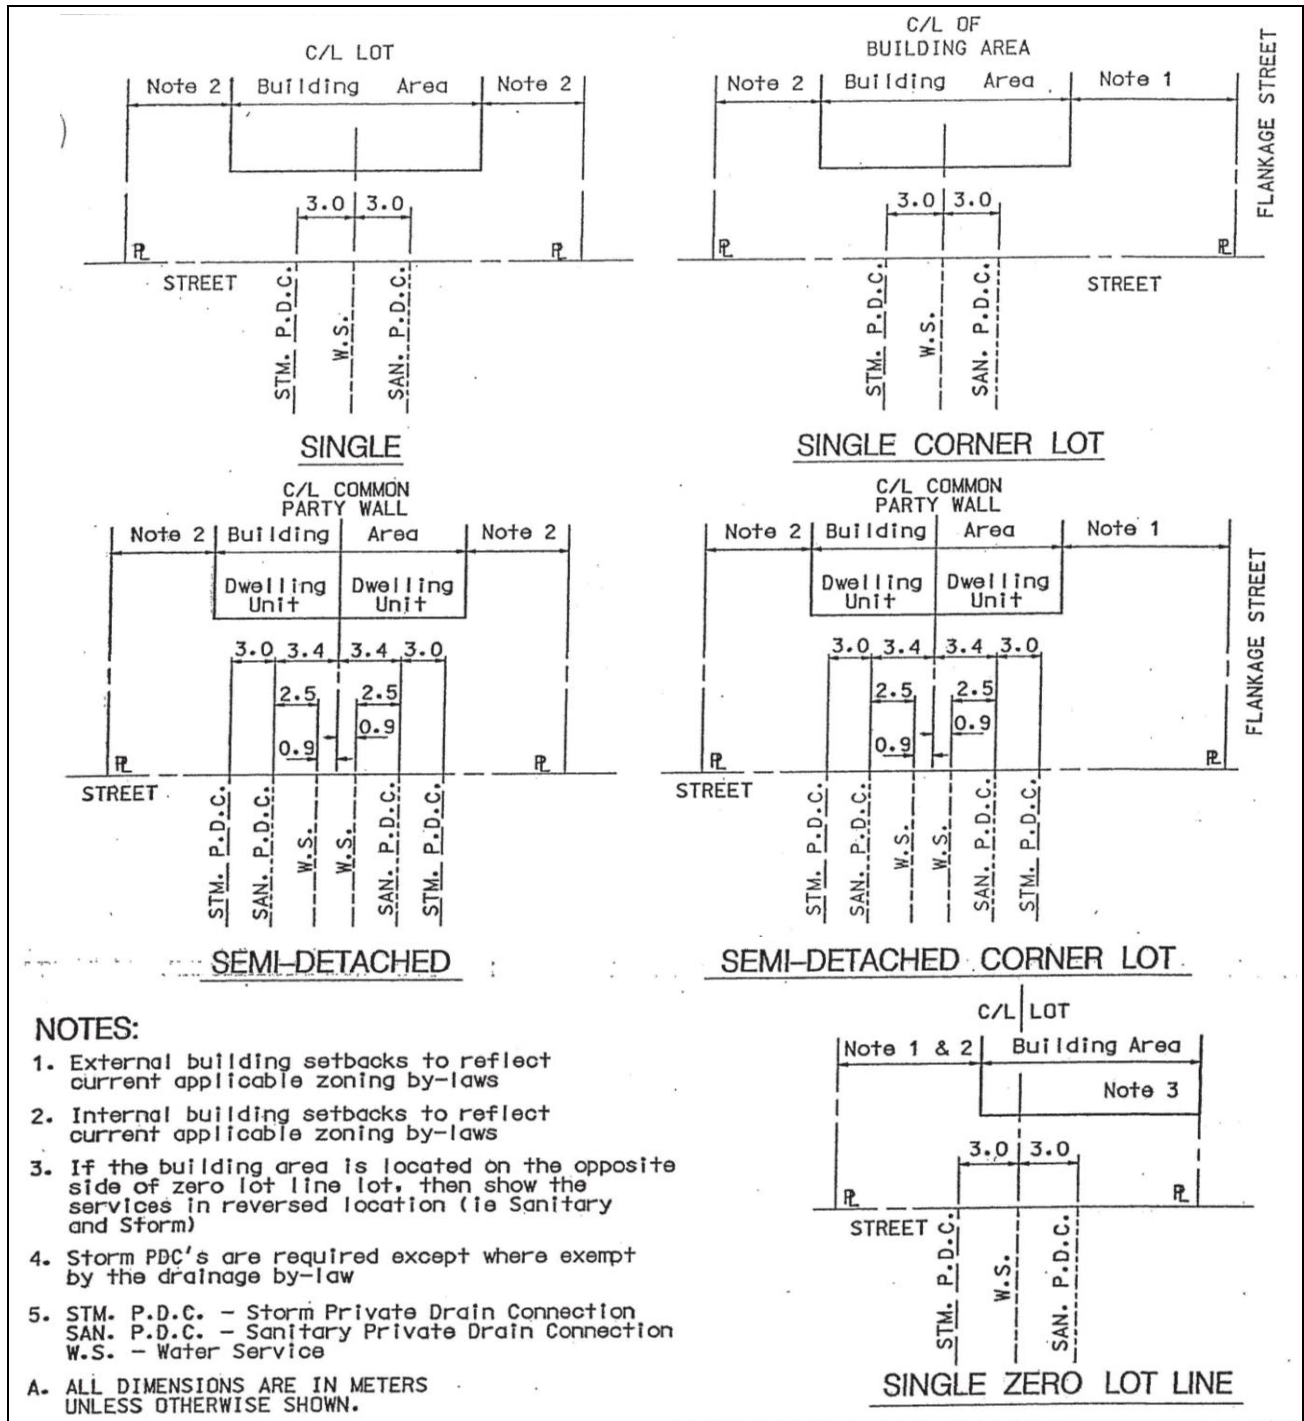 C/L LOT
Note 2 Building Area Note 2
3.0 3.0
PL PL
STREET
STM. P.D.C.
W.S.
SAN. P.D.C.
SINGLE
C/L OF
BUILDING AREA
Note 2 Building Area Note 1
FLANKAGE STREET
3.0 3.0
PL PL
STREET
STM. P.D.C.
W.S.
SAN. P.D.C.
SINGLE CORNER LOT
C/L COMMON
PARTY WALL
Note 2 Building Area Note 2
Dwelling Dwelling
Unit Unit
3.0 3.4 3.4 3.0
2.5 2.5
0.9
0.9
PL PL
STREET
STM. P.D.C.
SAN. P.D.C.
W.S.
W.S.
SAN. P.D.C.
STM. P.D.C.
SEMI-DETACHED
C/L COMMON
PARTY WALL
Note 2 Building Area Note 1
Dwelling Dwelling
Unit Unit
FLANKAGE STREET
3.0 3.4 3.4 3.0
2.5 2.5
0.9
0.9
PL PL
STREET
STM. P.D.C.
SAN. P.D.C.
W.S.
W.S.
SAN. P.D.C.
STM. P.D.C.
SEMI-DETACHED CORNER LOT
NOTES:
1. External building setbacks to reflect
current applicable zoning by-laws
2. Internal building setbacks to reflect
current applicable zoning by-laws
3. If the building area is located on the opposite
side of zero lot line lot, then show the
services in reversed location (ie Sanitary
and Storm)
4. Storm PDC's are required except where exempt
by the drainage by-law
5. STM. P.D.C. - Storm Private Drain Connection
SAN. P.D.C. - Sanitary Private Drain Connection
W.S. - Water Service
A. ALL DIMENSIONS ARE IN METERS
UNLESS OTHERWISE SHOWN.
C/L LOT
Note 1 & 2 Building Area
Note 3
3.0 3.0
PL PL
STREET
STM. P.D.C.
W.S.
SAN. P.D.C.
SINGLE ZERO LOT LINE